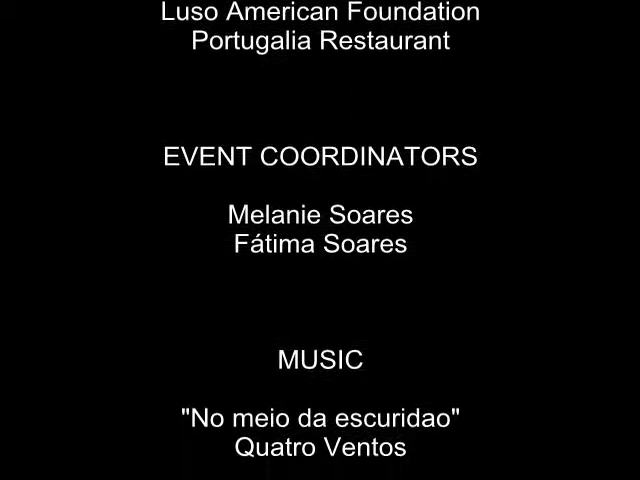 Luso American Foundation
Portugalia Restaurant
EVENT COORDINATORS
Melanie Soares
Fátima Soares
MUSIC
"No meio da escuridao"
Quatro Ventos